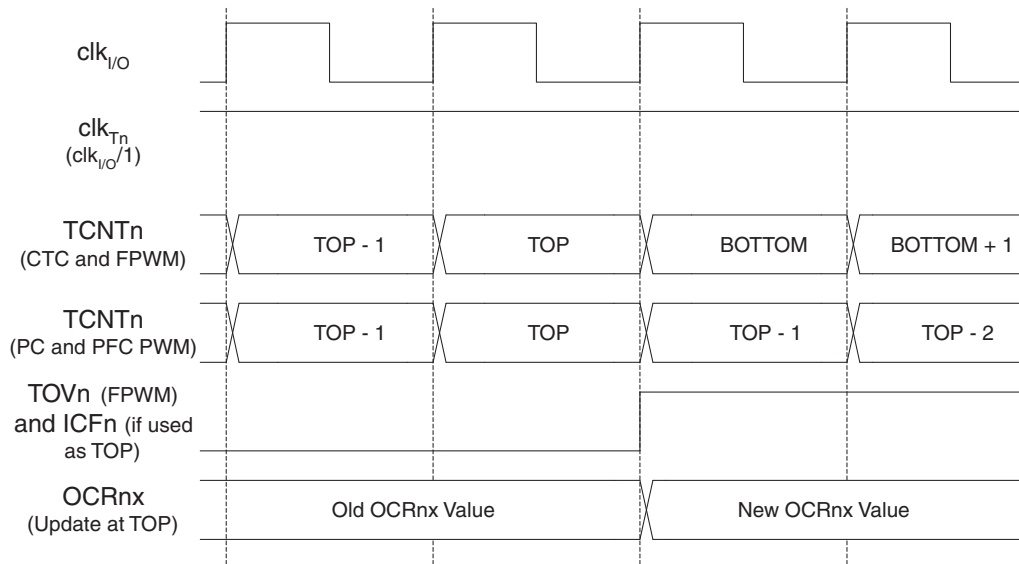 clkI/O
clkTn
(clkI/O/1)
TCNTn
(CTC and FPWM)
TOP - 1
TOP
BOTTOM
BOTTOM + 1
TCNTn
(PC and PFC PWM)
TOP - 1
TOP
TOP - 1
TOP - 2
TOVn (FPWM)
and ICFn (if used
as TOP)
OCRnx
(Update at TOP)
Old OCRnx Value
New OCRnx Value